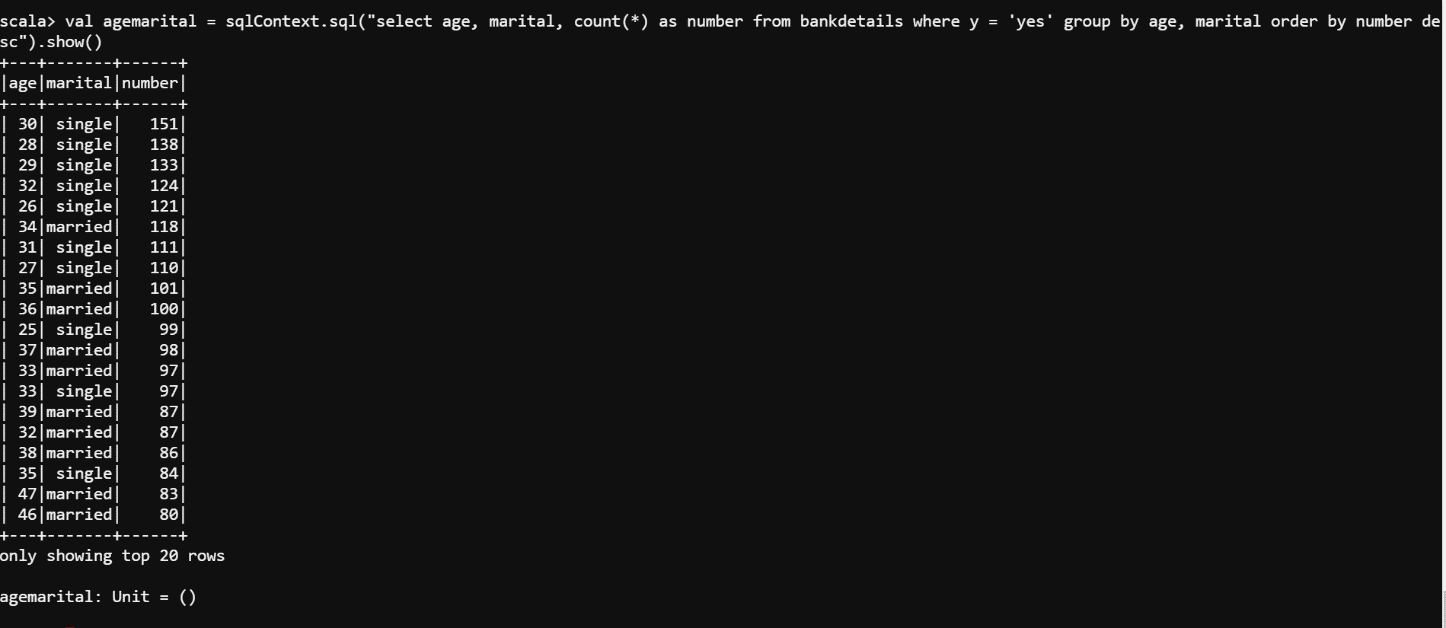 scala> val agemarital = sqlContext.sql("select age, marital, count(*) as number from bankdetails where y = 'yes' group by age, marital order by number de
sc").show()
+---+-------+------+
|age|marital|number|
+---+-------+------+
| 30| single|   151|
| 28| single|   138|
| 29| single|   133|
| 32| single|   124|
| 26| single|   121|
| 34|married|   118|
| 31| single|   111|
| 27| single|   110|
| 35|married|   101|
| 36|married|   100|
| 25| single|    99|
| 37|married|    98|
| 33|married|    97|
| 33| single|    97|
| 39|married|    87|
| 32|married|    87|
| 38|married|    86|
| 35| single|    84|
| 47|married|    83|
| 46|married|    80|
+---+-------+------+
only showing top 20 rows
agemarital: Unit = ()